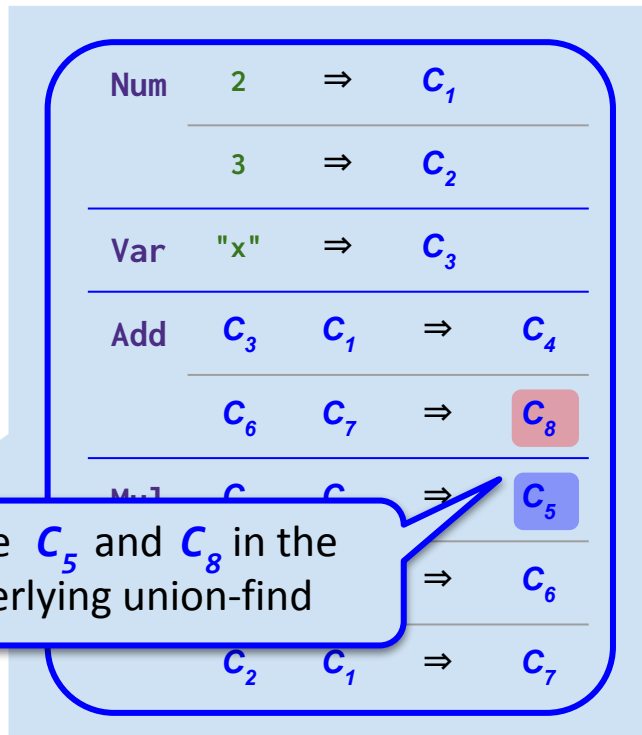 Num 2 ⇒ C₁
3 ⇒ C₂
Var "x" ⇒ C₃
Add C₃ C₁ ⇒ C₄
C₆ C₇ ⇒ C₈
⇒ C₅
C₅ and C₈ in the
union-find
⇒ C₆
C₂ C₁ ⇒ C₇